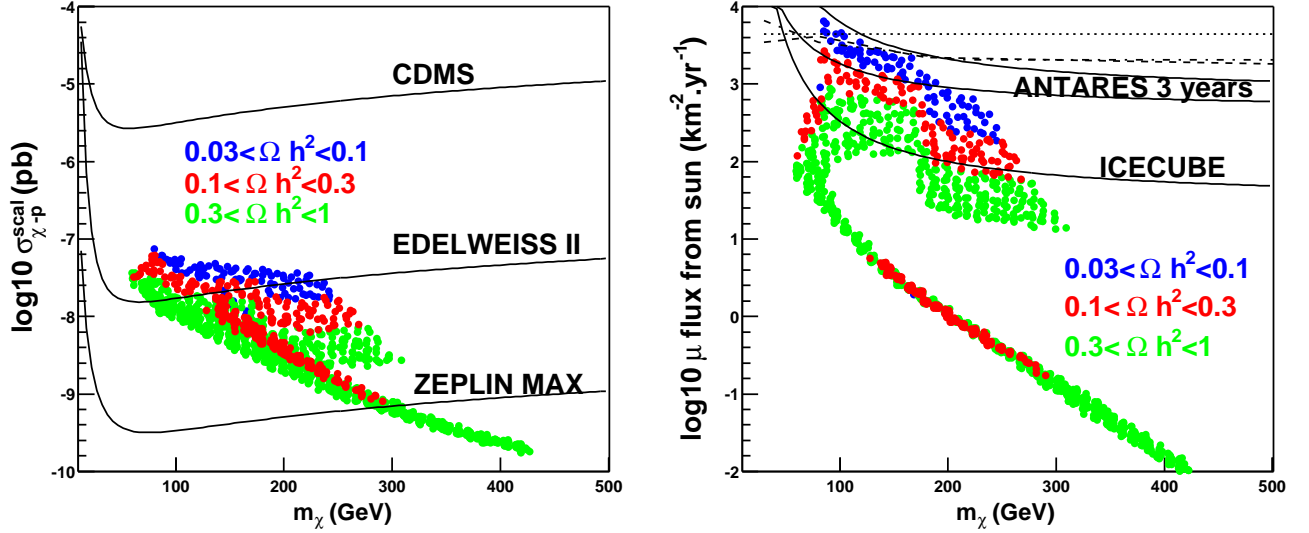 log10 σ^scal_χ-p (pb)
-4
-5
-6
-7
-8
-9
-10
CDMS
0.03< Ω h²<0.1
0.1< Ω h²<0.3
0.3< Ω h²<1
EDELWEISS II
ZEPLIN MAX
100 200 300 400 500
m_χ (GeV)
log10 μ flux from sun (km⁻².yr⁻¹)
4
3
2
1
0
-1
-2
ANTARES 3 years
ICECUBE
0.03< Ω h²<0.1
0.1< Ω h²<0.3
0.3< Ω h²<1
100 200 300 400 500
m_χ (GeV)